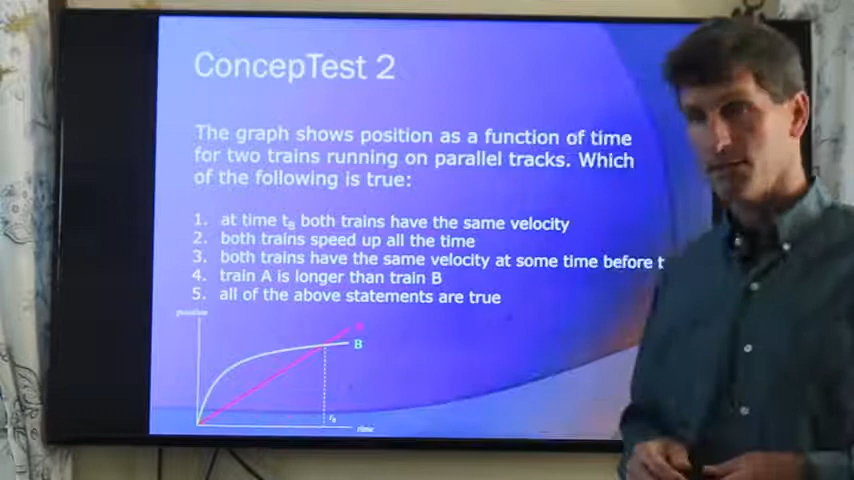 ConcepTest 2
The graph shows position as a function of time
for two trains running on parallel tracks. Which
of the following is true:
1. at time tB both trains have the same velocity
2. both trains speed up all the time
3. both trains have the same velocity at some time before t
4. train A is longer than train B
5. all of the above statements are true
position
B
time